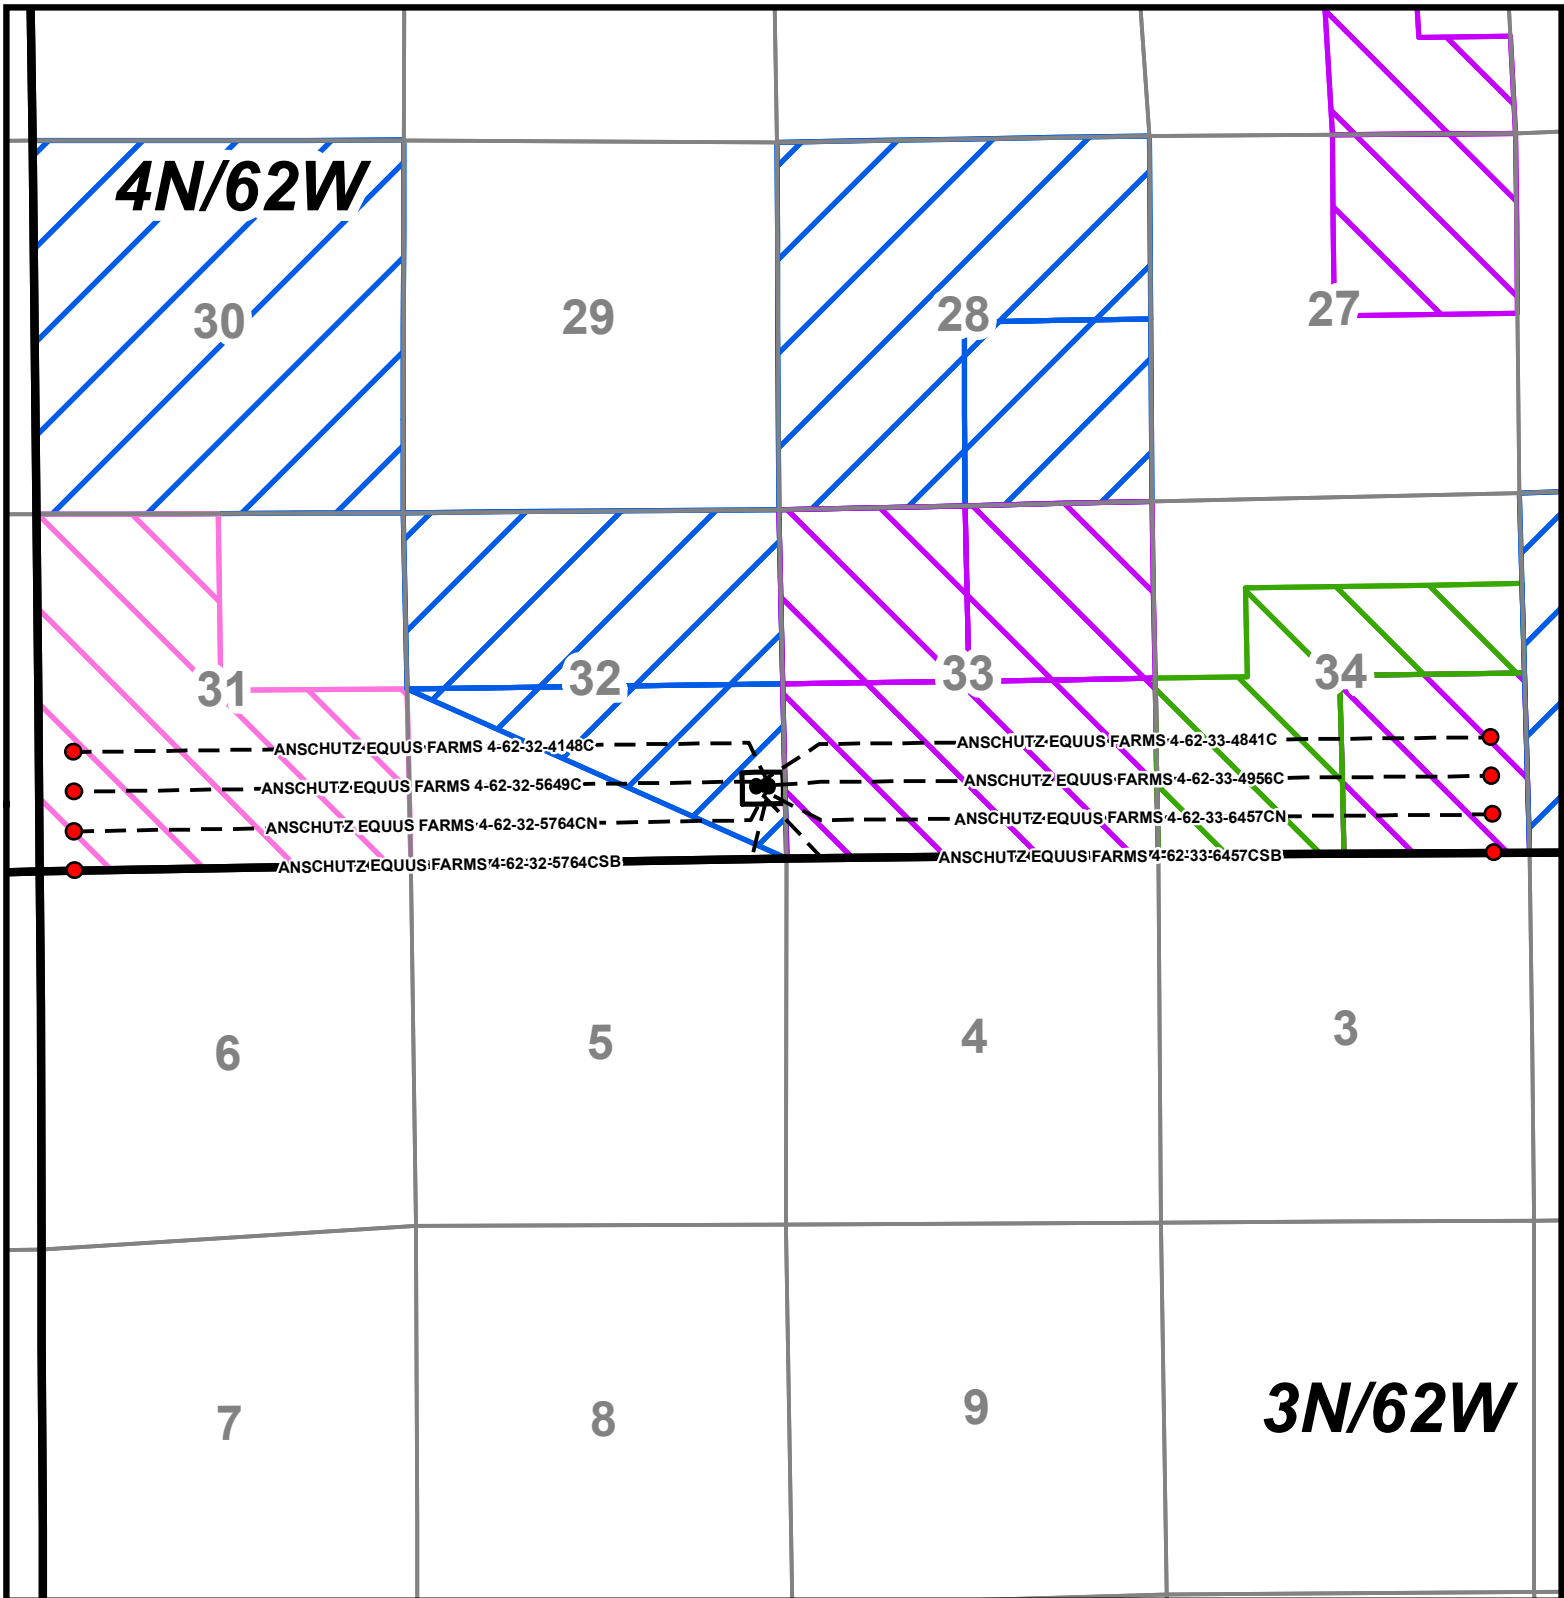 4N/62W
30
29
28
27
31
32
33
34
ANSCHUTZ EQUUS FARMS 4-62-32-4148C
ANSCHUTZ EQUUS FARMS 4-62-33-4841C
ANSCHUTZ EQUUS FARMS 4-62-32-5649C
ANSCHUTZ EQUUS FARMS 4-62-33-4956C
ANSCHUTZ EQUUS FARMS 4-62-32-5764CN
ANSCHUTZ EQUUS FARMS 4-62-33-6457CN
ANSCHUTZ EQUUS FARMS 4-62-32-5764CSB
ANSCHUTZ EQUUS FARMS 4-62-33-6457CSB
6
5
4
3
7
8
9
3N/62W